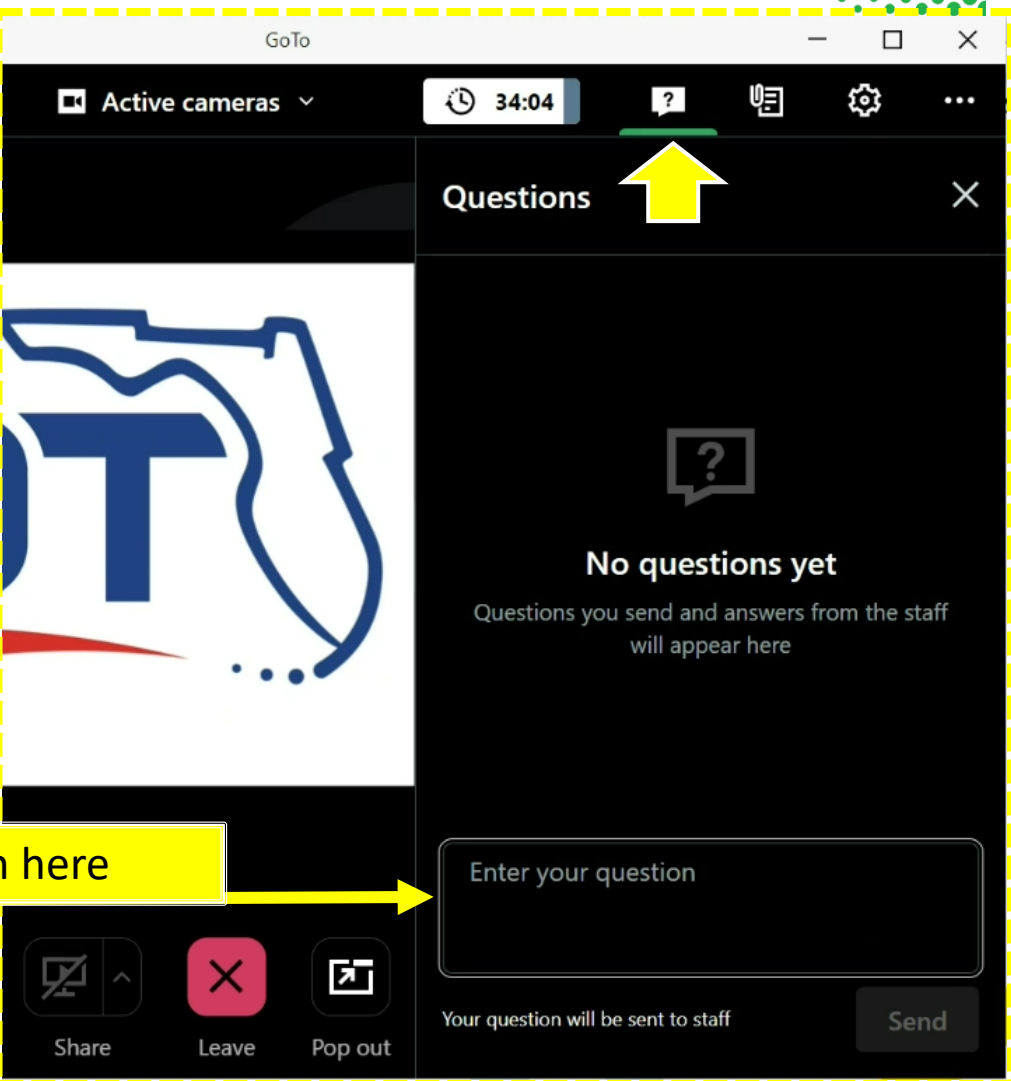 GoTo
Active cameras
34:04
?
Questions
OT
?
No questions yet
Questions you send and answers from the staff
will appear here
here
Enter your question
Your question will be sent to staff
Send
Share
Leave
Pop out